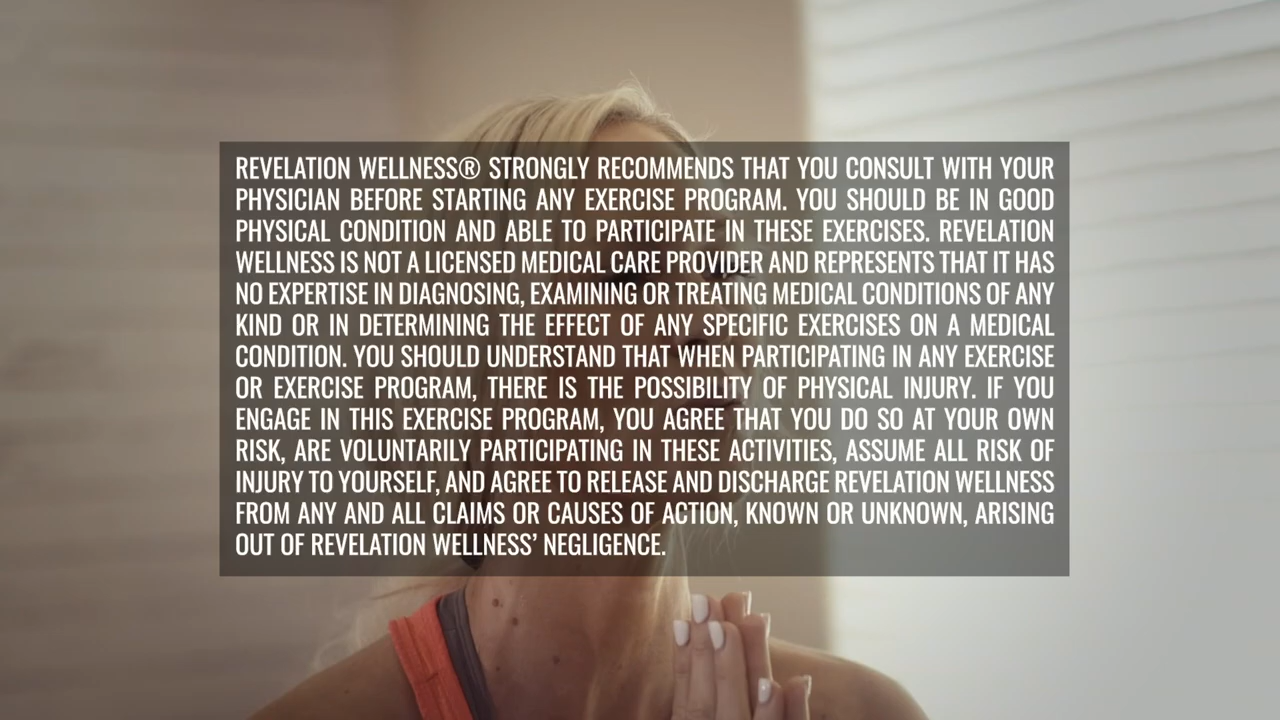 REVELATION WELLNESS® STRONGLY RECOMMENDS THAT YOU CONSULT WITH YOUR
PHYSICIAN BEFORE STARTING ANY EXERCISE PROGRAM. YOU SHOULD BE IN GOOD
PHYSICAL CONDITION AND ABLE TO PARTICIPATE IN THESE EXERCISES. REVELATION
WELLNESS IS NOT A LICENSED MEDICAL CARE PROVIDER AND REPRESENTS THAT IT HAS
NO EXPERTISE IN DIAGNOSING, EXAMINING OR TREATING MEDICAL CONDITIONS OF ANY
KIND OR IN DETERMINING THE EFFECT OF ANY SPECIFIC EXERCISES ON A MEDICAL
CONDITION. YOU SHOULD UNDERSTAND THAT WHEN PARTICIPATING IN ANY EXERCISE
OR EXERCISE PROGRAM, THERE IS THE POSSIBILITY OF PHYSICAL INJURY. IF YOU
ENGAGE IN THIS EXERCISE PROGRAM, YOU AGREE THAT YOU DO SO AT YOUR OWN
RISK, ARE VOLUNTARILY PARTICIPATING IN THESE ACTIVITIES, ASSUME ALL RISK OF
INJURY TO YOURSELF, AND AGREE TO RELEASE AND DISCHARGE REVELATION WELLNESS
FROM ANY AND ALL CLAIMS OR CAUSES OF ACTION, KNOWN OR UNKNOWN, ARISING
OUT OF REVELATION WELLNESS’ NEGLIGENCE.